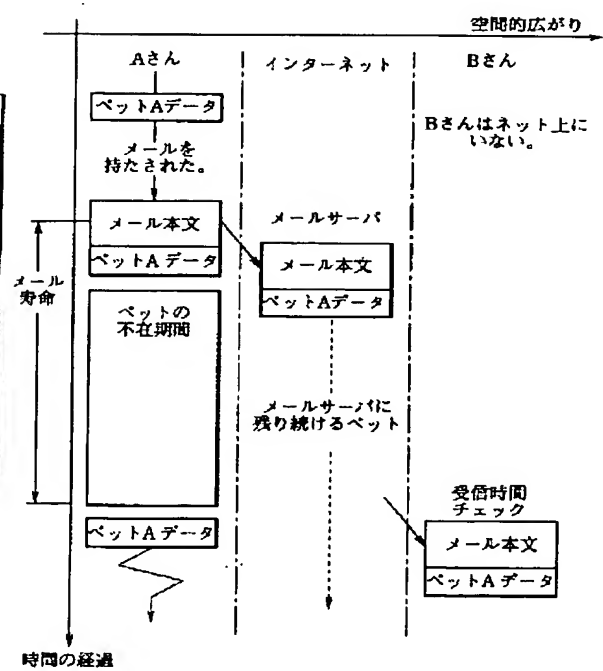 空間的広がり
Aさん
インターネット
Bさん
ペットAデータ
Bさんはネット上に
いない。
メールを
持たされた。
メール本文
ペットAデータ
メールサーバ
メール本文
ペットAデータ
メール
寿命
ペットの
不在期間
メールサーバに
残り続けるペット
受信時間
チェック
メール本文
ペットAデータ
ペットAデータ
時間の経過